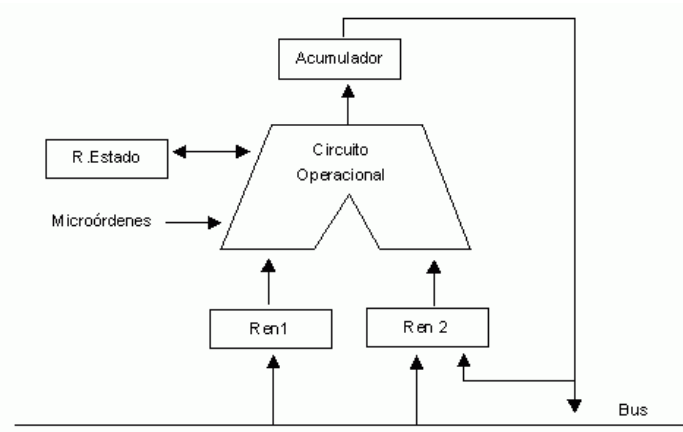 Acumulador
Circuito
Operacional
R.Estado
Microórdenes
Ren1
Ren 2
Bus